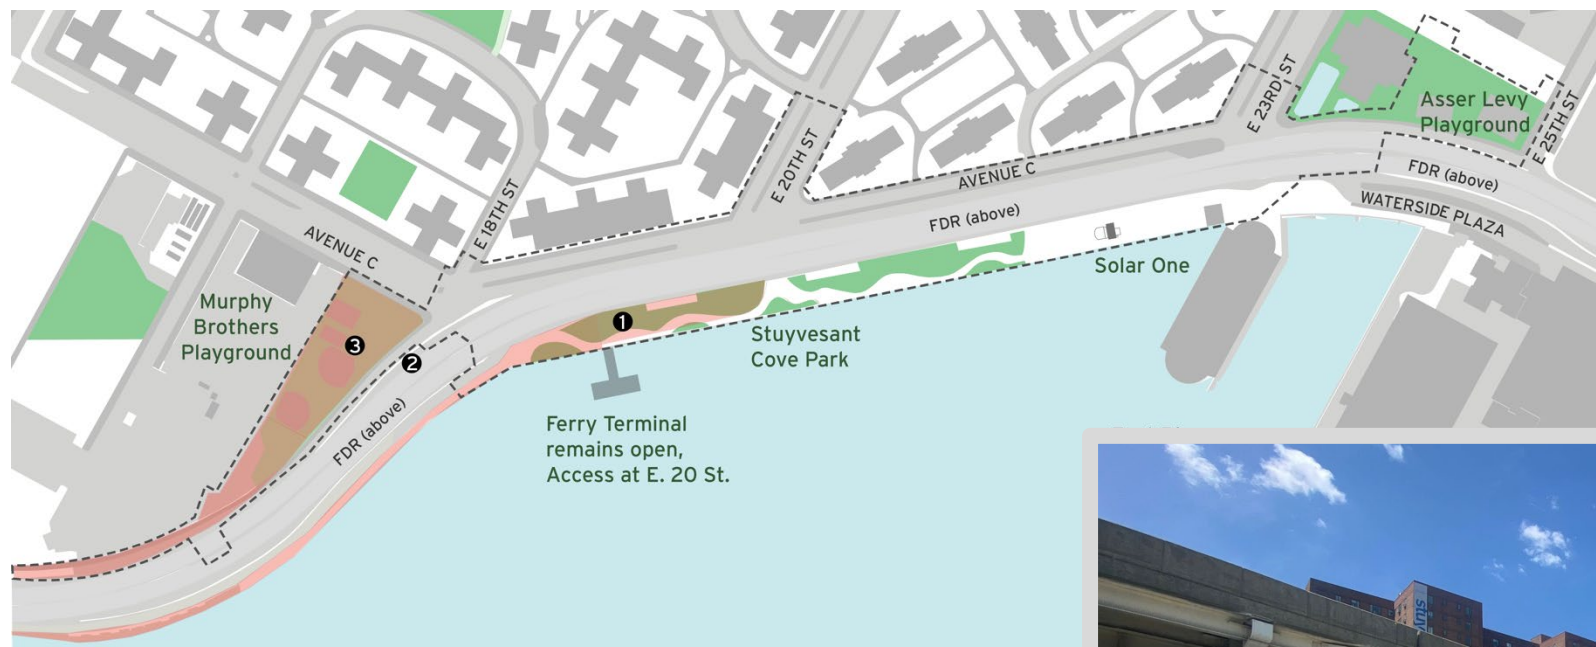 E 23RD ST
Asser Levy
Playground
E 25TH ST
E 20TH ST
AVENUE C
FDR (above)
FDR (above)
WATERSIDE PLAZA
E 18TH ST
AVENUE C
Solar One
Murphy
Brothers
Playground
3
2
1
Stuyvesant
Cove Park
FDR (above)
Ferry Terminal
remains open,
Access at E. 20 St.
stuy